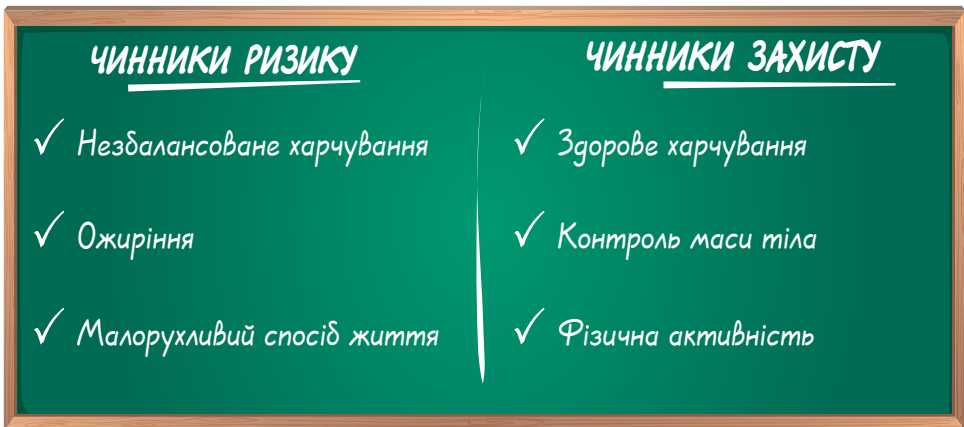 ЧИННИКИ РИЗИКУ
Незбалансоване харчування
Ожиріння
Малорухливий спосіб життя
ЧИННИКИ ЗАХИСТУ
Здорове харчування
Контроль маси тіла
Фізична активність